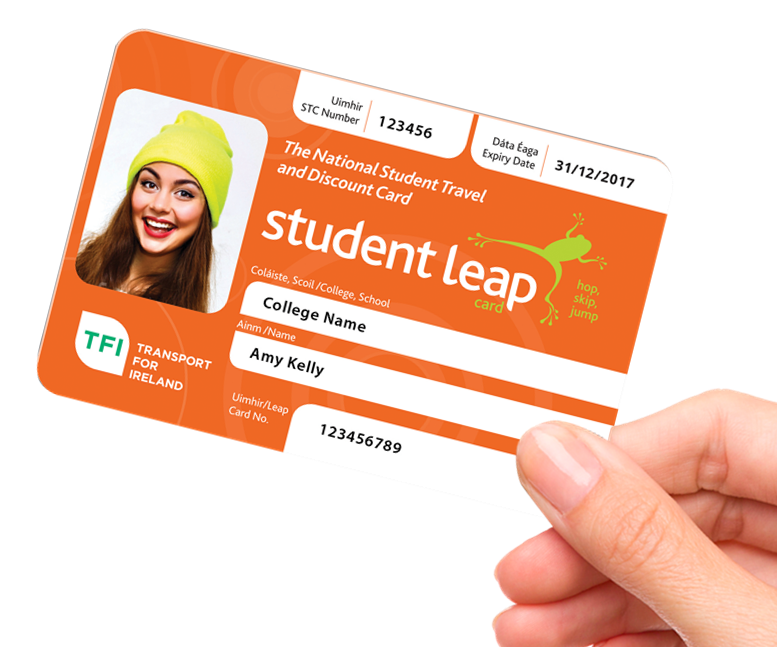 Uimhir
STC Number
123456
Dáta Éaga
Expiry Date
31/12/2017
The National Student Travel
and Discount Card
student leap
card
hop,
skip,
jump
Coláiste, Scoil /College, School
College Name
Ainm /Name
Amy Kelly
TFI
TRANSPORT
FOR
IRELAND
Uimhir/Leap
Card No.
123456789